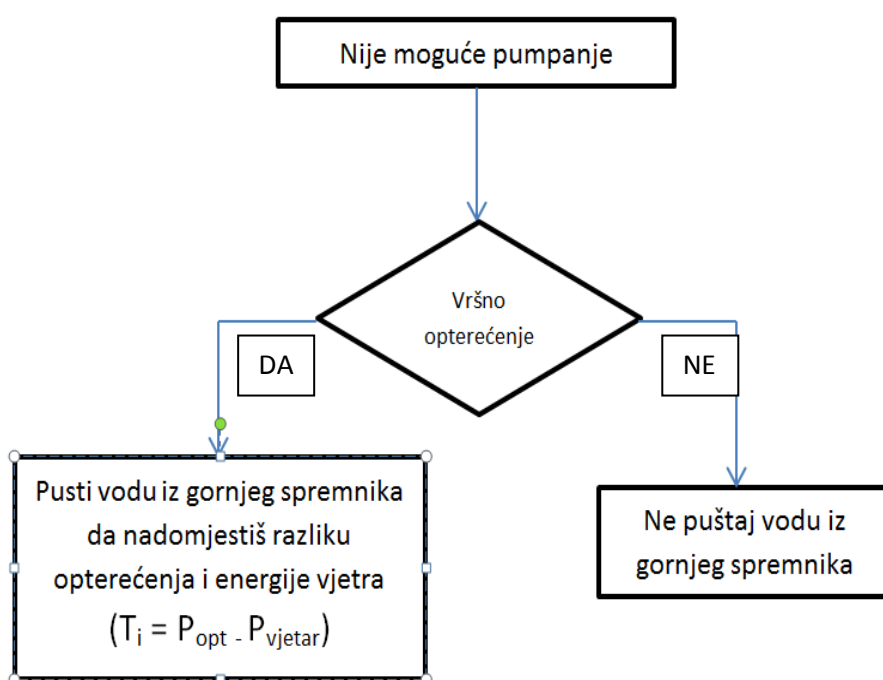 Nije moguće pumpanje
Vršno
opterećenje
DA
NE
Pusti vodu iz gornjeg spremnika
da nadomjestiš razliku
opterećenja i energije vjetra
(Tᵢ = Pₒₚₜ - Pvjetar)
Ne puštaj vodu iz
gornjeg spremnika